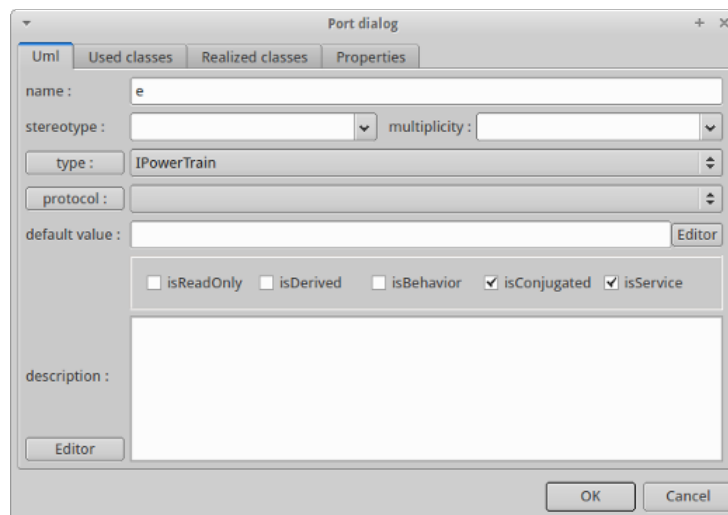 Port dialog
Uml Used classes Realized classes Properties
name : e
stereotype : multiplicity :
type : IPowerTrain
protocol :
default value : Editor
isReadOnly isDerived isBehavior isConjugated isService
description :
Editor
OK Cancel